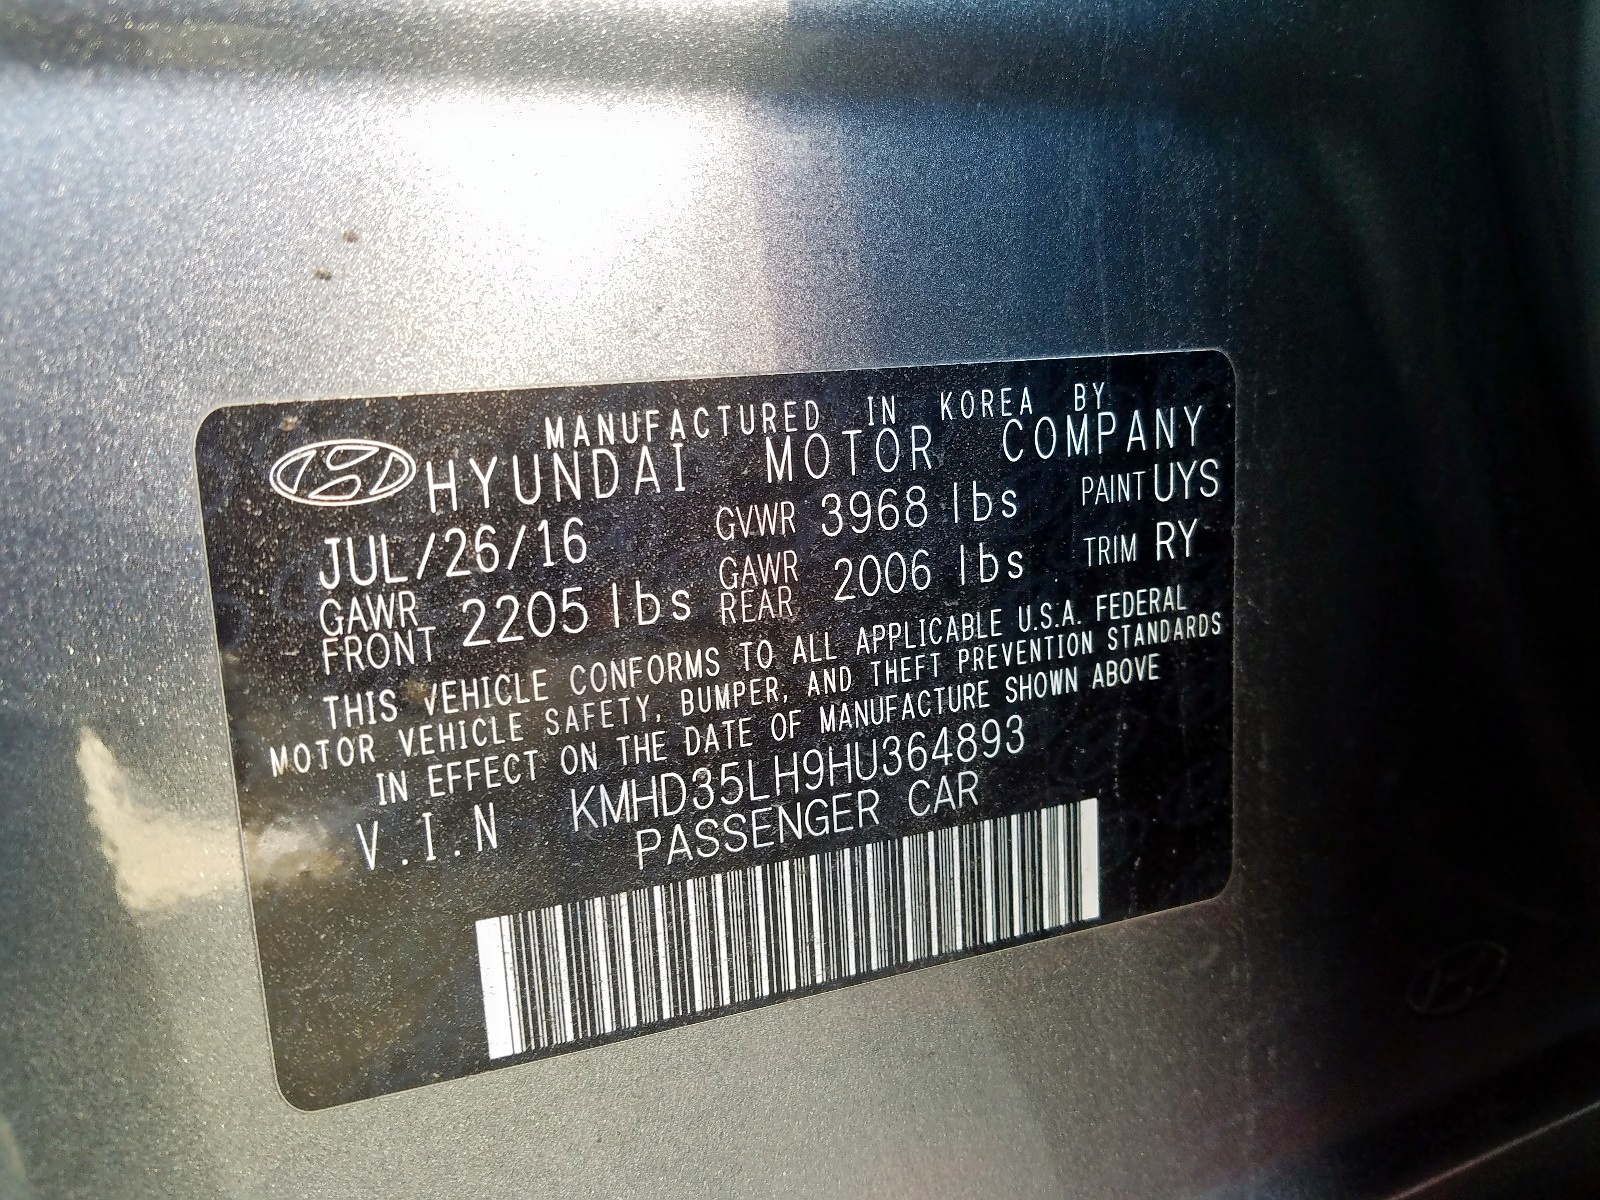 MANUFACTURED IN KOREA BY
HYUNDAI MOTOR COMPANY
JUL/26/16 GVWR 3968 lbs PAINT UYS
GAWR FRONT 2205 lbs GAWR REAR 2006 lbs TRIM RY
THIS VEHICLE CONFORMS TO ALL APPLICABLE U.S.A. FEDERAL
MOTOR VEHICLE SAFETY, BUMPER, AND THEFT PREVENTION STANDARDS
IN EFFECT ON THE DATE OF MANUFACTURE SHOWN ABOVE
V.I.N KMHD35LH9HU364893
PASSENGER CAR